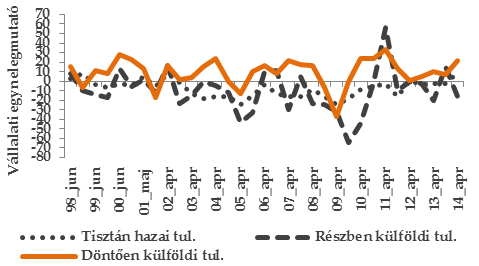 Vállalati egyn elegmutató
70
60
50
40
30
20
10
0
-10
-20
-30
-40
-50
-60
-70
-80
98_jun
99_jun
00_jun
01_maj
02_apr
03_apr
04_apr
05_apr
06_apr
07_apr
08_apr
09_apr
10_apr
11_apr
12_apr
13_apr
14_apr
Tisztán hazai tul.
Részben külföldi tul.
Döntően külföldi tul.